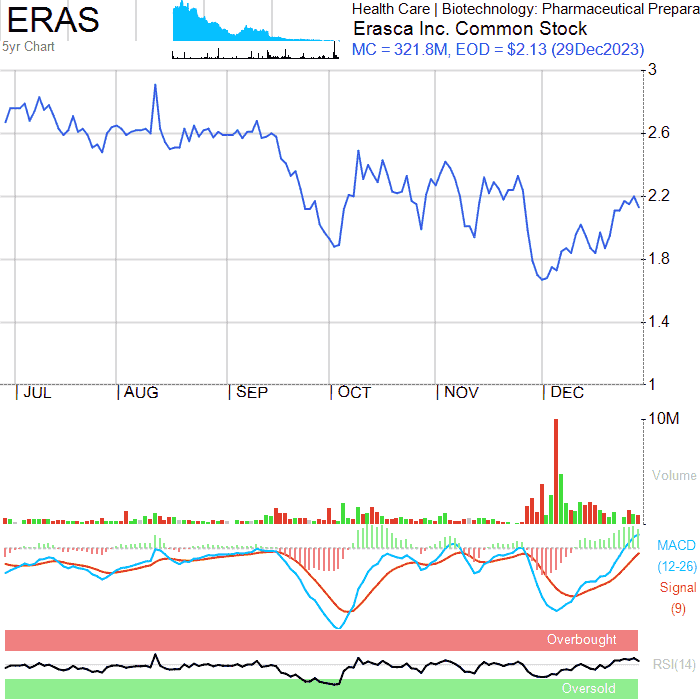 ERAS
5yr Chart
Health Care | Biotechnology: Pharmaceutical Prepara
Erasca Inc. Common Stock
MC = 321.8M, EOD = $2.13 (29Dec2023)
3
2.6
2.2
1.8
1.4
1
JUL AUG SEP OCT NOV DEC
10M
Volume
MACD
(12-26)
Signal
(9)
Overbought
RSI(14)
Oversold